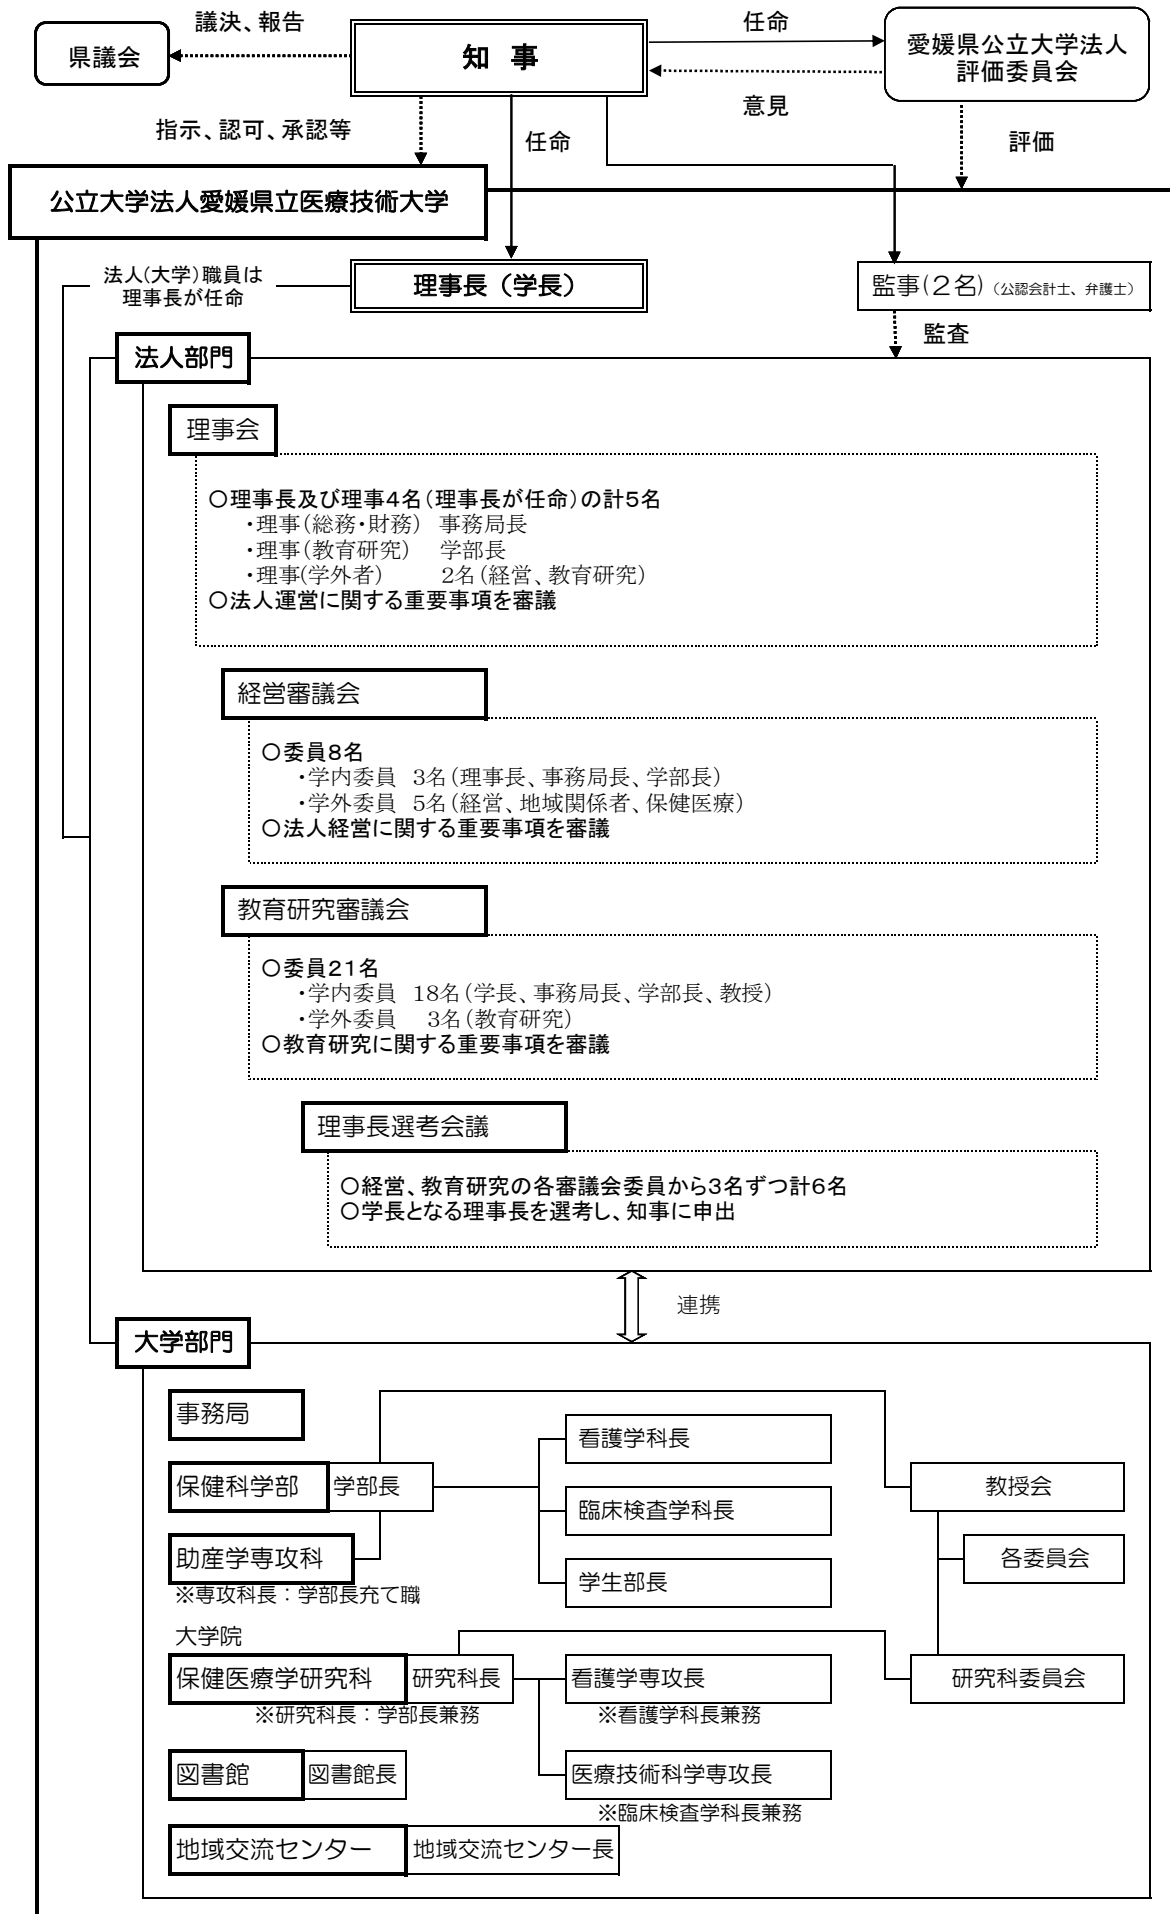 議決、報告
県議会
知 事
任命
愛媛県公立大学法人
評価委員会
意見
指示、認可、承認等
任命
評価
公立大学法人愛媛県立医療技術大学
法人(大学)職員は
理事長が任命
理事長(学長)
監事(２名)(公認会計士、弁護士)
監査
法人部門
理事会
○理事長及び理事4名(理事長が任命)の計5名
・理事(総務・財務) 事務局長
・理事(教育研究) 学部長
・理事(学外者) 2名(経営、教育研究)
○法人運営に関する重要事項を審議
経営審議会
○委員8名
・学内委員 3名(理事長、事務局長、学部長)
・学外委員 5名(経営、地域関係者、保健医療)
○法人経営に関する重要事項を審議
教育研究審議会
○委員21名
・学内委員 18名(学長、事務局長、学部長、教授)
・学外委員 3名(教育研究)
○教育研究に関する重要事項を審議
理事長選考会議
○経営、教育研究の各審議会委員から3名ずつ計6名
○学長となる理事長を選考し、知事に申出
連携
大学部門
事務局
看護学科長
保健科学部 学部長
教授会
臨床検査学科長
助産学専攻科
各委員会
※専攻科長：学部長充て職
学生部長
大学院
保健医療学研究科 研究科長
看護学専攻長
研究科委員会
※研究科長：学部長兼務
※看護学科長兼務
図書館 図書館長
医療技術科学専攻長
※臨床検査学科長兼務
地域交流センター 地域交流センター長